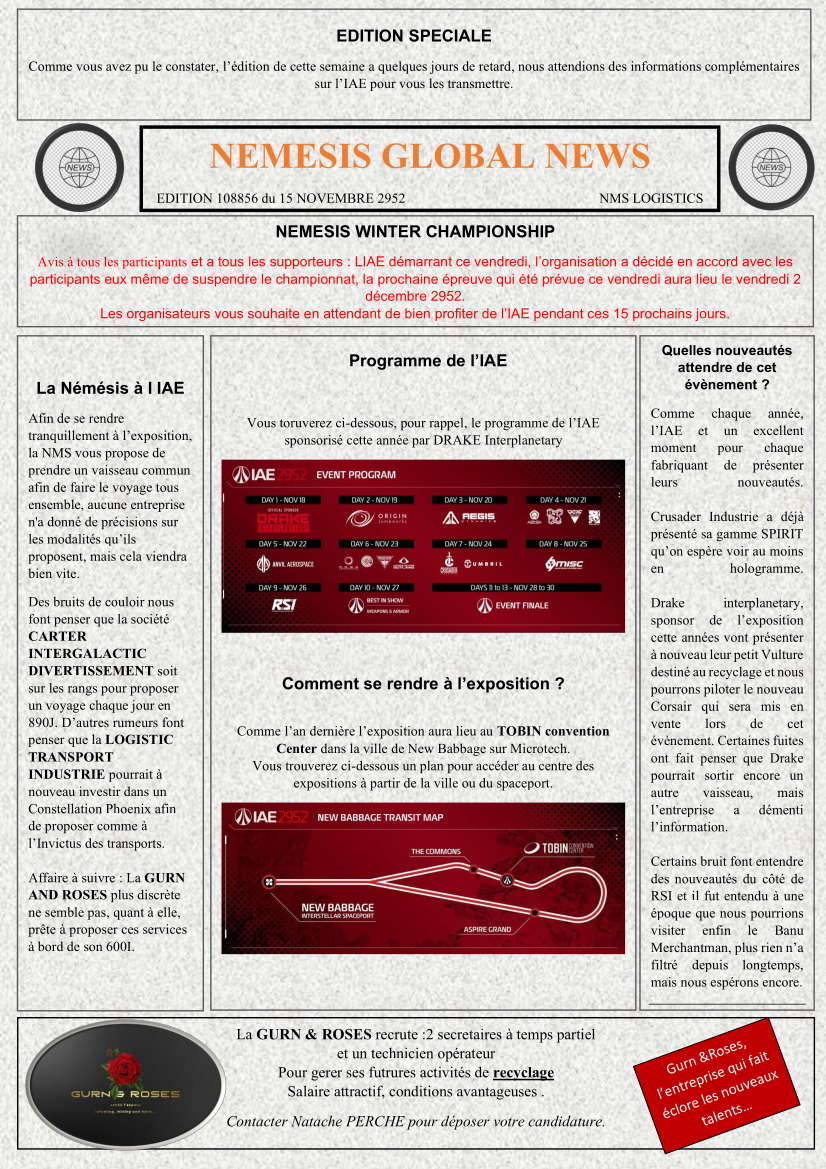 EDITION SPECIALE
Comme vous avez pu le constater, l’édition de cette semaine a quelques jours de retard, nous attendions des informations complémentaires
sur l’IAE pour vous les transmettre.
NEWS
NEMESIS GLOBAL NEWS
EDITION 108856 du 15 NOVEMBRE 2952 NMS LOGISTICS
NEWS
NEMESIS WINTER CHAMPIONSHIP
Avis à tous les participants et a tous les supporteurs : LIAE démarrant ce vendredi, l’organisation a décidé en accord avec les
participants eux même de suspendre le championnat, la prochaine épreuve qui été prévue ce vendredi aura lieu le vendredi 2
décembre 2952.
Les organisateurs vous souhaite en attendant de bien profiter de l’IAE pendant ces 15 prochains jours.
La Némésis à l IAE
Afin de se rendre
tranquillement à l’exposition,
la NMS vous propose de
prendre un vaisseau commun
afin de faire le voyage tous
ensemble, aucune entreprise
n'a donné de précisions sur
les modalités qu’ils
proposent, mais cela viendra
bien vite.
Des bruits de couloir nous
font penser que la société
CARTER
INTERGALACTIC
DIVERTISSEMENT soit
sur les rangs pour proposer
un voyage chaque jour en
890J. D’autres rumeurs font
penser que la LOGISTIC
TRANSPORT
INDUSTRIE pourrait à
nouveau investir dans un
Constellation Phoenix afin
de proposer comme à
l’Invictus des transports.
Affaire à suivre : La GURN
AND ROSES plus discrète
ne semble pas, quant à elle,
prête á proposer ces services
à bord de son 600I.
Programme de l’IAE
Vous toruverez ci-dessous, pour rappel, le programme de l’IAE
sponsorisé cette année par DRAKE Interplanetary
IAE 2952 EVENT PROGRAM
DAY 1 - NOV 18 DAY 2 - NOV 19 DAY 3 - NOV 20 DAY 4 - NOV 21
OFFICIAL SPONSOR
DRAKE
INTERPLANETARY
ORIGIN
jumpworks
AEGIS
DYNAMICS
DAY 5 - NOV 22 DAY 6 - NOV 23 DAY 7 - NOV 24 DAY 8 - NOV 25
ANVIL AEROSPACE
CRUSADER
UMBRIL
MISC
DAY 9 - NOV 26 DAY 10 - NOV 27 DAYS 11 to 13 - NOV 28 to 30
RSI
BEST IN SHOW
WEAPONS & ARMOR
EVENT FINALE
Comment se rendre à l’exposition ?
Comme l’an dernière l’exposition aura lieu au TOBIN convention
Center dans la ville de New Babbage sur Microtech.
Vous trouverez ci-dessous un plan pour accéder au centre des
expositions à partir de la ville ou du spaceport.
IAE 2952 NEW BABBAGE TRANSIT MAP
THE COMMONS
TOBIN CONVENTION
CENTER
NEW BABBAGE
INTERSTELLAR SPACEPORT
ASPIRE GRAND
Quelles nouveautés
attendre de cet
évènement ?
Comme chaque année,
l’IAE et un excellent
moment pour chaque
fabriquant de présenter
leurs nouveautés.
Crusader Industrie a déjà
présenté sa gamme SPIRIT
qu’on espère voir au moins
en hologramme.
Drake interplanetary,
sponsor de l’exposition
cette années vont présenter
à nouveau leur petit Vulture
destiné au recyclage et nous
pourrons piloter le nouveau
Corsair qui sera mis en
vente lors de cet
évènement. Certaines fuites
ont fait penser que Drake
pourrait sortir encore un
autre vaisseau, mais
l’entreprise a démenti
l’information.
Certains bruit font entendre
des nouveautés du côté de
RSI et il fut entendu à une
époque que nous pourrions
visiter enfin le Banu
Merchantman, plus rien n’a
filtré depuis longtemps,
mais nous espérons encore.
GURN & ROSES
La GURN & ROSES recrute :2 secretaires à temps partiel
et un technicien opérateur
Pour gerer ses futrures activités de recyclage
Salaire attractif, conditions avantageuses .
Contacter Natache PERCHE pour déposer votre candidature.
Gurn &Roses,
l’entreprise qui fait
éclore les nouveaux
talents…